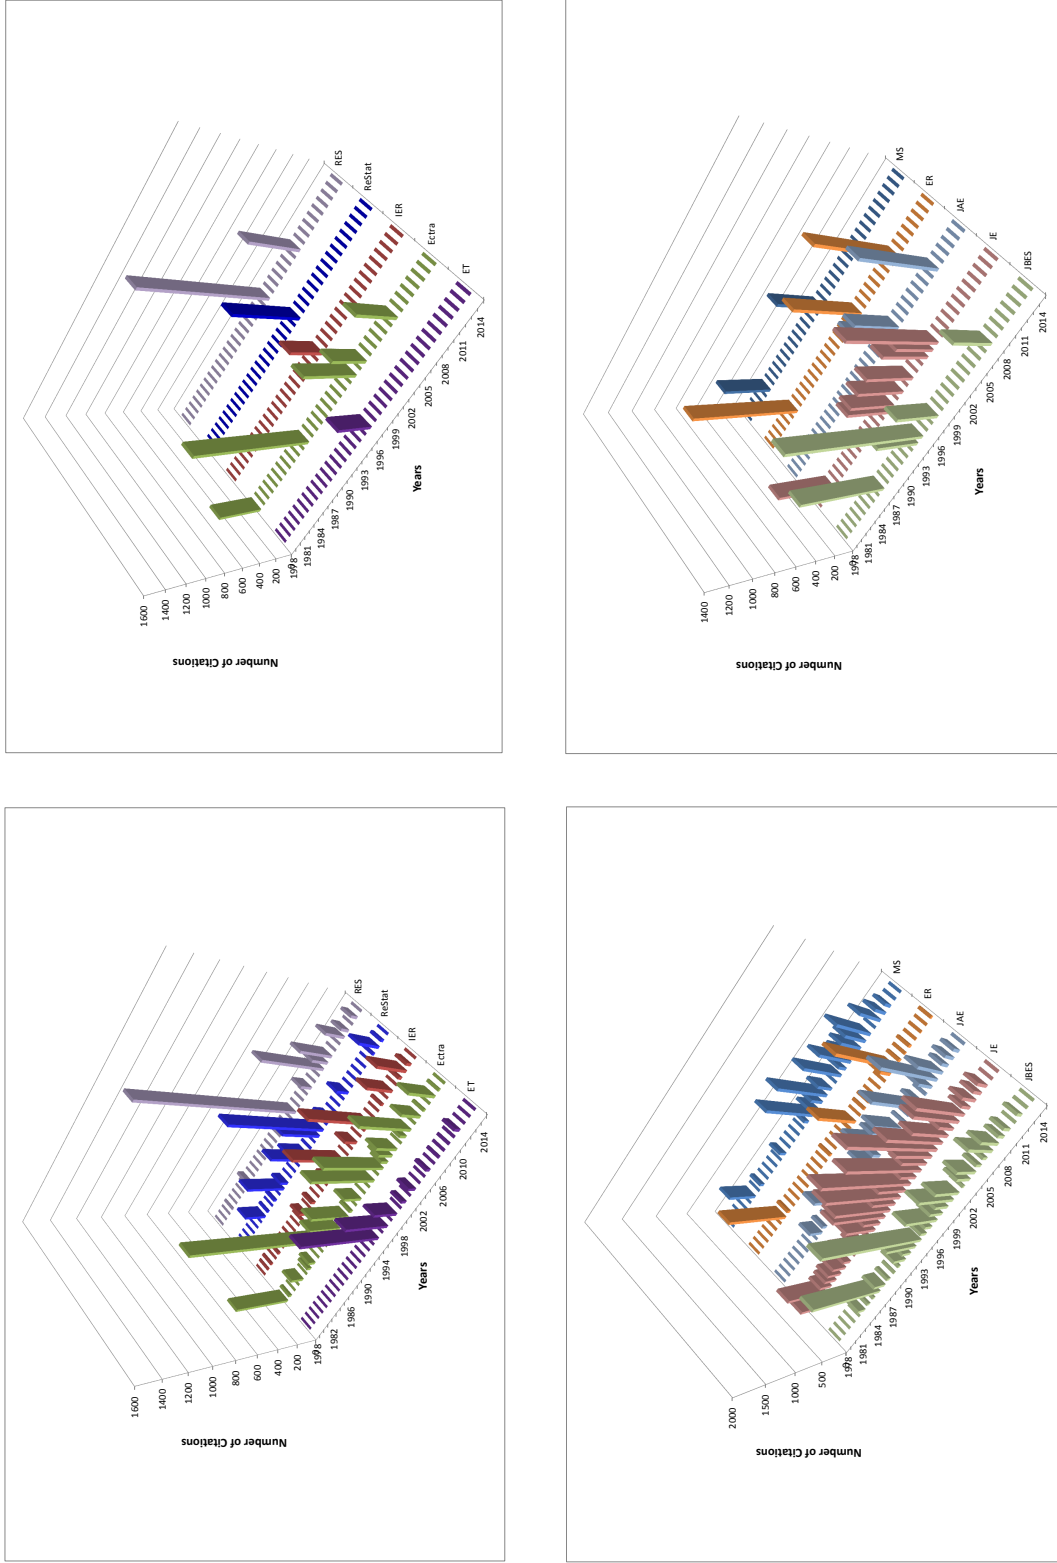 1600
1400
1200
1000
800
600
400
200
0
Number of Citations
1978
1981
1984
1987
1990
1993
1996
1999
2002
2005
2008
2011
2014
Years
ET
Ectra
IER
ReStat
RES
1400
1200
1000
800
600
400
200
0
Number of Citations
1978
1981
1984
1987
1990
1993
1996
1999
2002
2005
2008
2011
2014
Years
JBES
JE
JAE
ER
MS
1600
1400
1200
1000
800
600
400
200
0
Number of Citations
1978
1982
1986
1990
1994
1998
2002
2006
2010
2014
Years
ET
Ectra
IER
ReStat
RES
2000
1500
1000
500
0
Number of Citations
1978
1981
1984
1987
1990
1993
1996
1999
2002
2005
2008
2011
2014
Years
JBES
JE
JAE
ER
MS